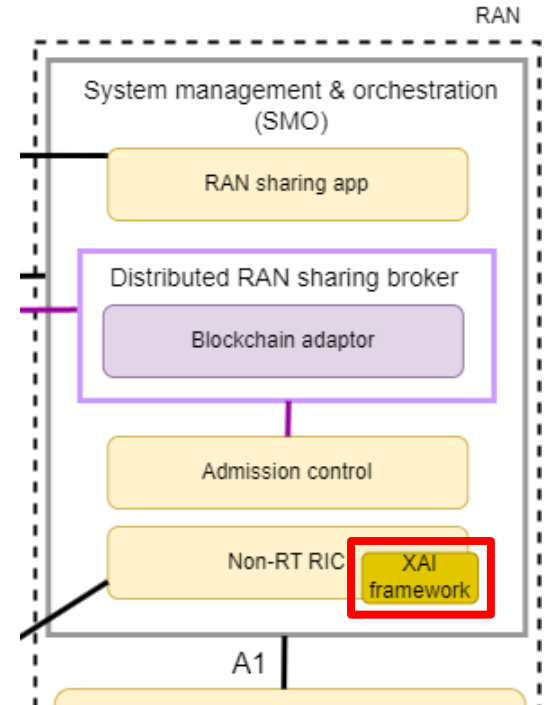 RAN
System management & orchestration
(SMO)
RAN sharing app
Distributed RAN sharing broker
Blockchain adaptor
Admission control
Non-RT RIC
XAI
framework
A1